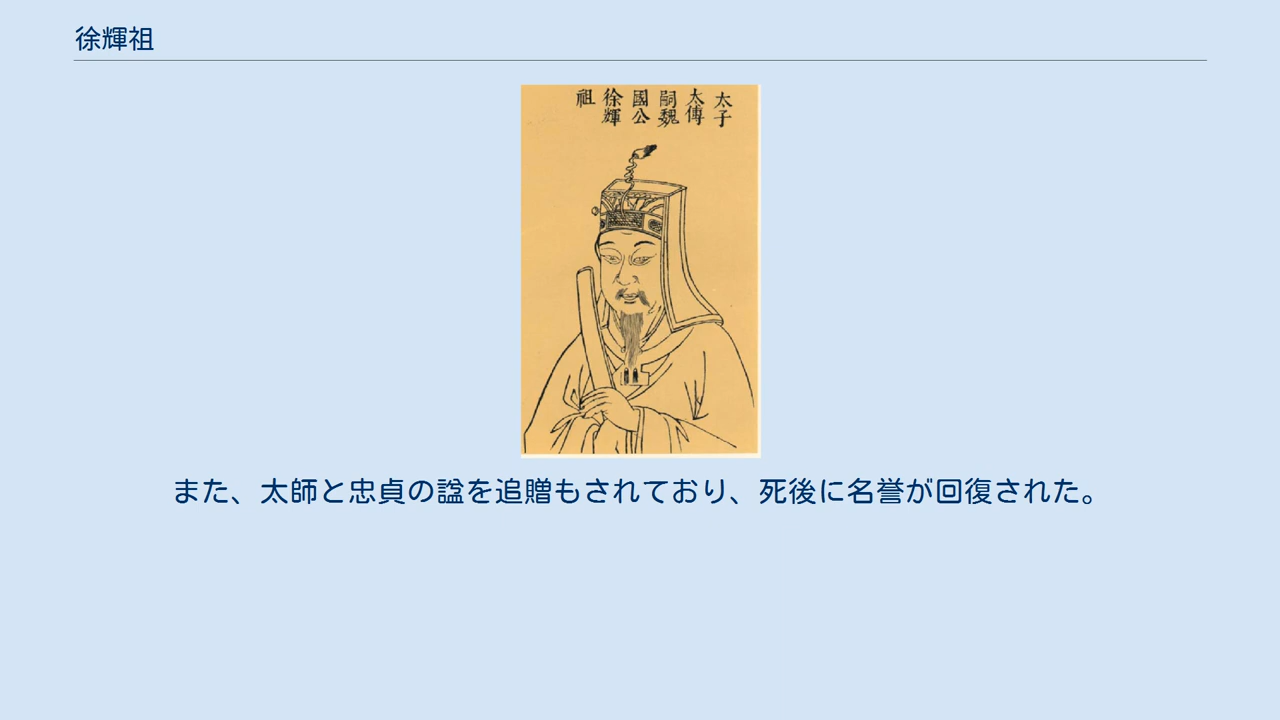 徐輝祖
太子
太傅
嗣魏
國公
徐輝
祖
また、太師と忠貞の諡を追贈もされており、死後に名誉が回復された。